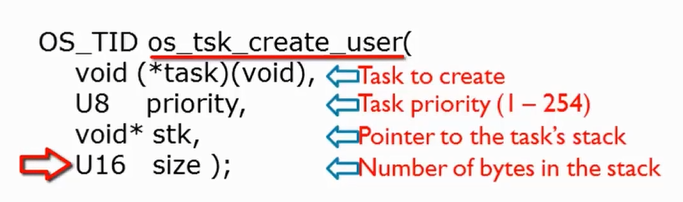 OS_TID os_tsk_create_user(
void (*task)(void), Task to create
U8 priority, Task priority (1 – 254)
void* stk, Pointer to the task's stack
U16 size ); Number of bytes in the stack